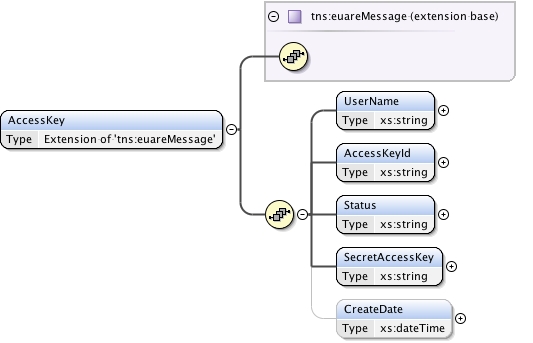 tns:euareMessage (extension base)
AccessKey
Type Extension of 'tns:euareMessage'
UserName
Type xs:string
AccessKeyId
Type xs:string
Status
Type xs:string
SecretAccessKey
Type xs:string
CreateDate
Type xs:dateTime